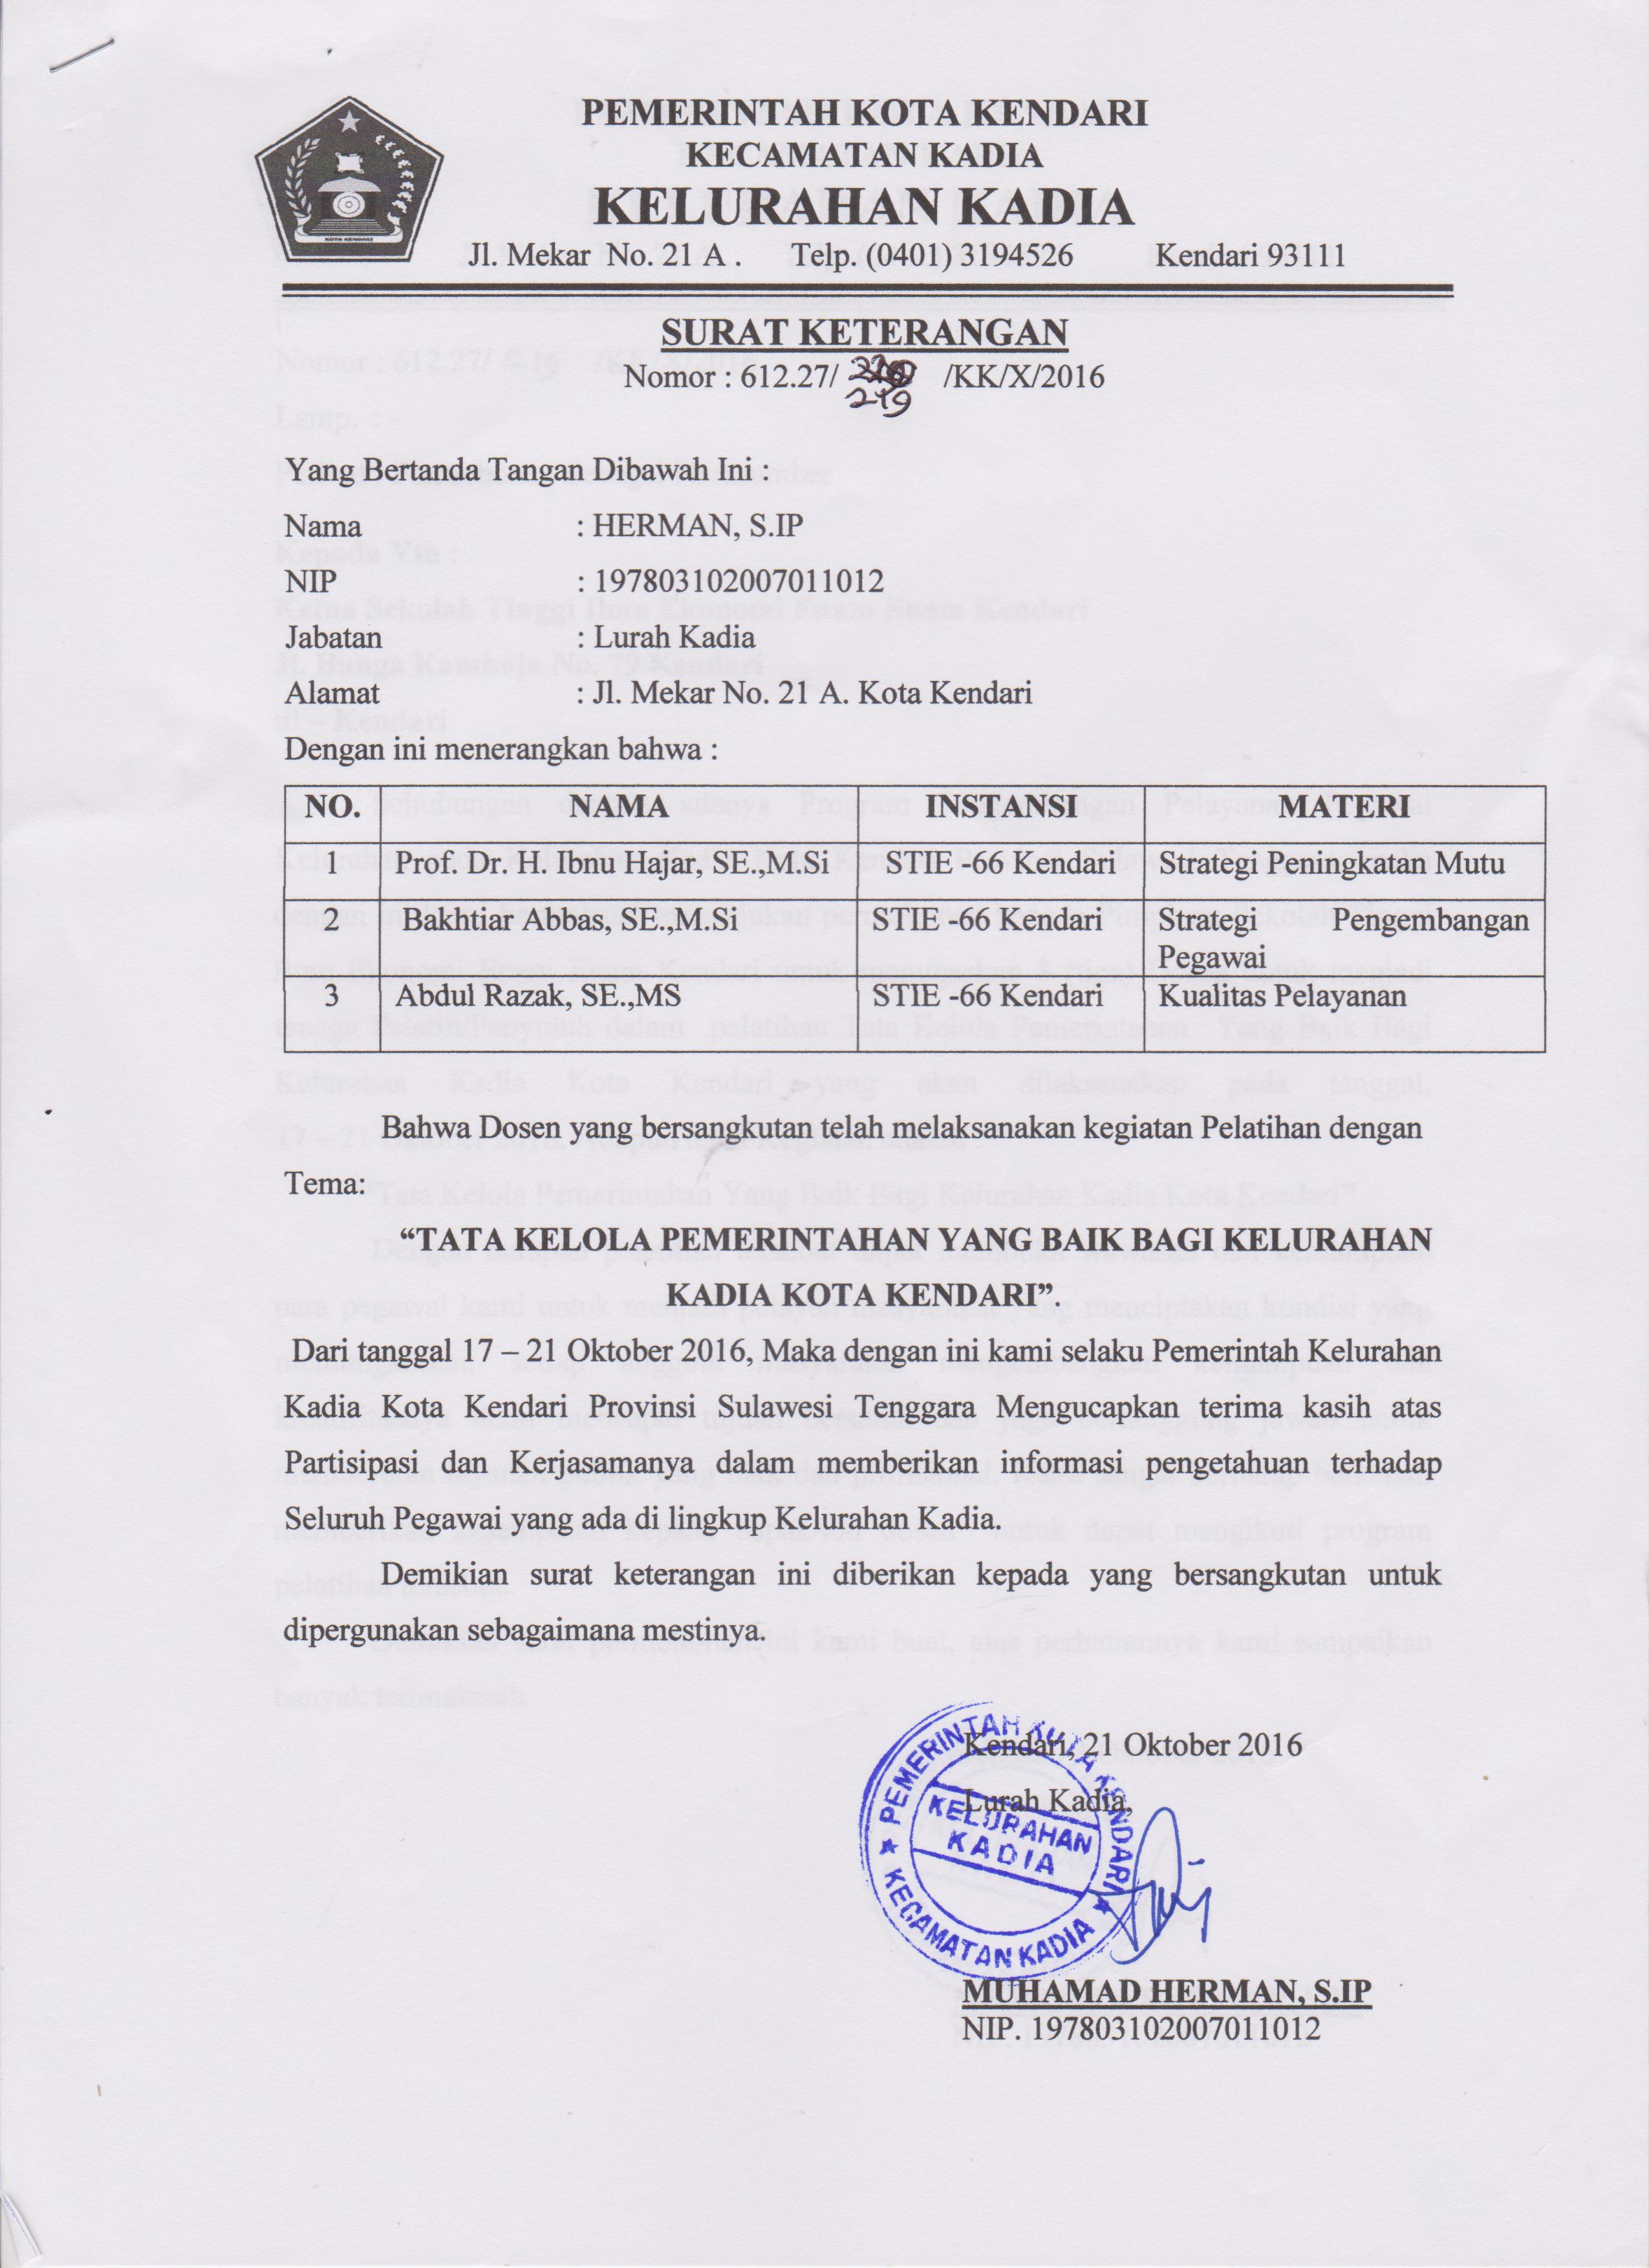 PEMERINTAH KOTA KENDARI
KECAMATAN KADIA
KELURAHAN KADIA
Jl. Mekar No. 21 A . Telp. (0401) 3194526 Kendari 93111
KOTA KENDARI
SURAT KETERANGAN
Nomor : 612.27/ /KK/X/2016
219
Yang Bertanda Tangan Dibawah Ini :
Nama : HERMAN, S.IP
NIP : 197803102007011012
Jabatan : Lurah Kadia
Alamat : Jl. Mekar No. 21 A. Kota Kendari
Dengan ini menerangkan bahwa :
NO. NAMA INSTANSI MATERI
1 Prof. Dr. H. Ibnu Hajar, SE.,M.Si STIE -66 Kendari Strategi Peningkatan Mutu
2 Bakhtiar Abbas, SE.,M.Si STIE -66 Kendari Strategi Pengembangan
Pegawai
3 Abdul Razak, SE.,MS STIE -66 Kendari Kualitas Pelayanan
Bahwa Dosen yang bersangkutan telah melaksanakan kegiatan Pelatihan dengan
Tema:
“TATA KELOLA PEMERINTAHAN YANG BAIK BAGI KELURAHAN
KADIA KOTA KENDARI”.
Dari tanggal 17 – 21 Oktober 2016, Maka dengan ini kami selaku Pemerintah Kelurahan
Kadia Kota Kendari Provinsi Sulawesi Tenggara Mengucapkan terima kasih atas
Partisipasi dan Kerjasamanya dalam memberikan informasi pengetahuan terhadap
Seluruh Pegawai yang ada di lingkup Kelurahan Kadia.
Demikian surat keterangan ini diberikan kepada yang bersangkutan untuk
dipergunakan sebagaimana mestinya.
Kendari, 21 Oktober 2016
Lurah Kadia,
PEMERINTAH KOTA KENDARI
KELURAHAN
KADIA
KECAMATAN KADIA
MUHAMAD HERMAN, S.IP
NIP. 197803102007011012